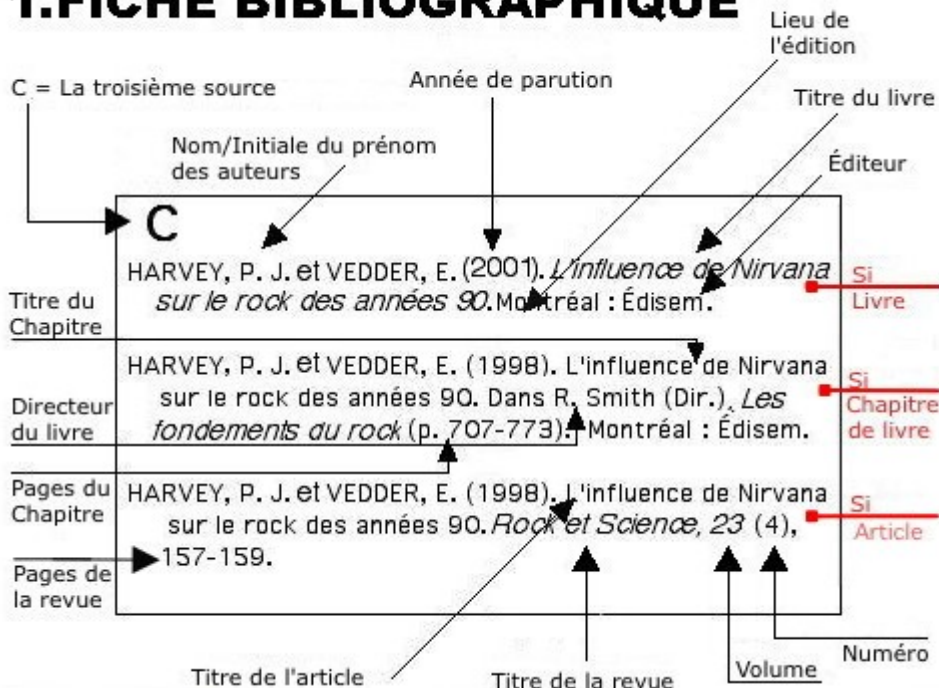 1.FICHE BIBLIOGRAPHIQUE
Lieu de
l'édition
C = La troisième source
Année de parution
Titre du livre
Nom/Initiale du prénom
des auteurs
Éditeur
C
HARVEY, P. J. et VEDDER, E. (2001). L'influence de Nirvana
sur le rock des années 90. Montréal : Édisem.
Si
Livre
Titre du
Chapitre
HARVEY, P. J. et VEDDER, E. (1998). L'influence de Nirvana
sur le rock des années 90. Dans R. Smith (Dir.), Les
fondements du rock (p. 707-773). Montréal : Édisem.
Si
Chapitre
de livre
Directeur
du livre
Pages du
Chapitre
HARVEY, P. J. et VEDDER, E. (1998). L'influence de Nirvana
sur le rock des années 90. Rock et Science, 23 (4),
157-159.
Si
Article
Pages de
la revue
Titre de l'article
Titre de la revue
Volume
Numéro